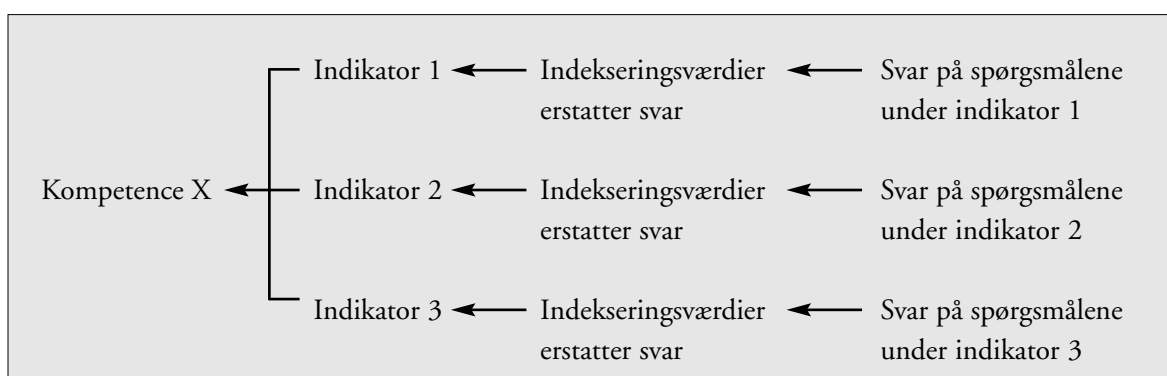 Indikator 1 Indekseringsværdier Svar på spørgsmålene
erstatter svar under indikator 1
Kompetence X Indikator 2 Indekseringsværdier Svar på spørgsmålene
erstatter svar under indikator 2
Indikator 3 Indekseringsværdier Svar på spørgsmålene
erstatter svar under indikator 3